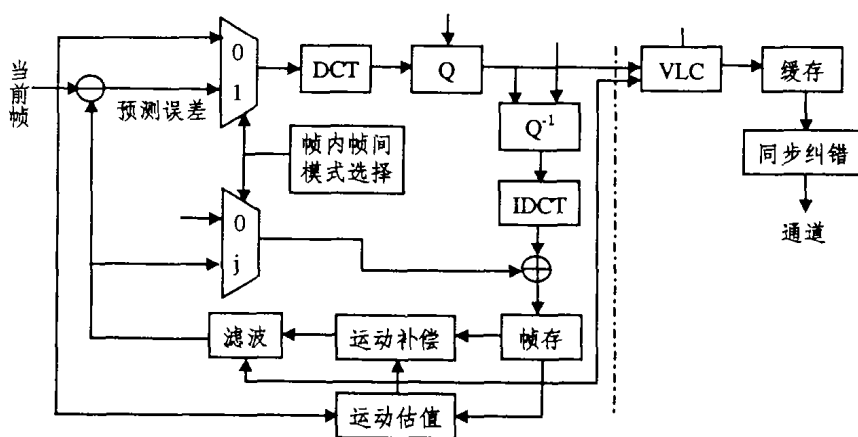 0
1
DCT
Q
VLC
缓存
当前帧
预测误差
Q-1
帧内帧间
模式选择
同步纠错
IDCT
通道
0
j
滤波
运动补偿
帧存
运动估值